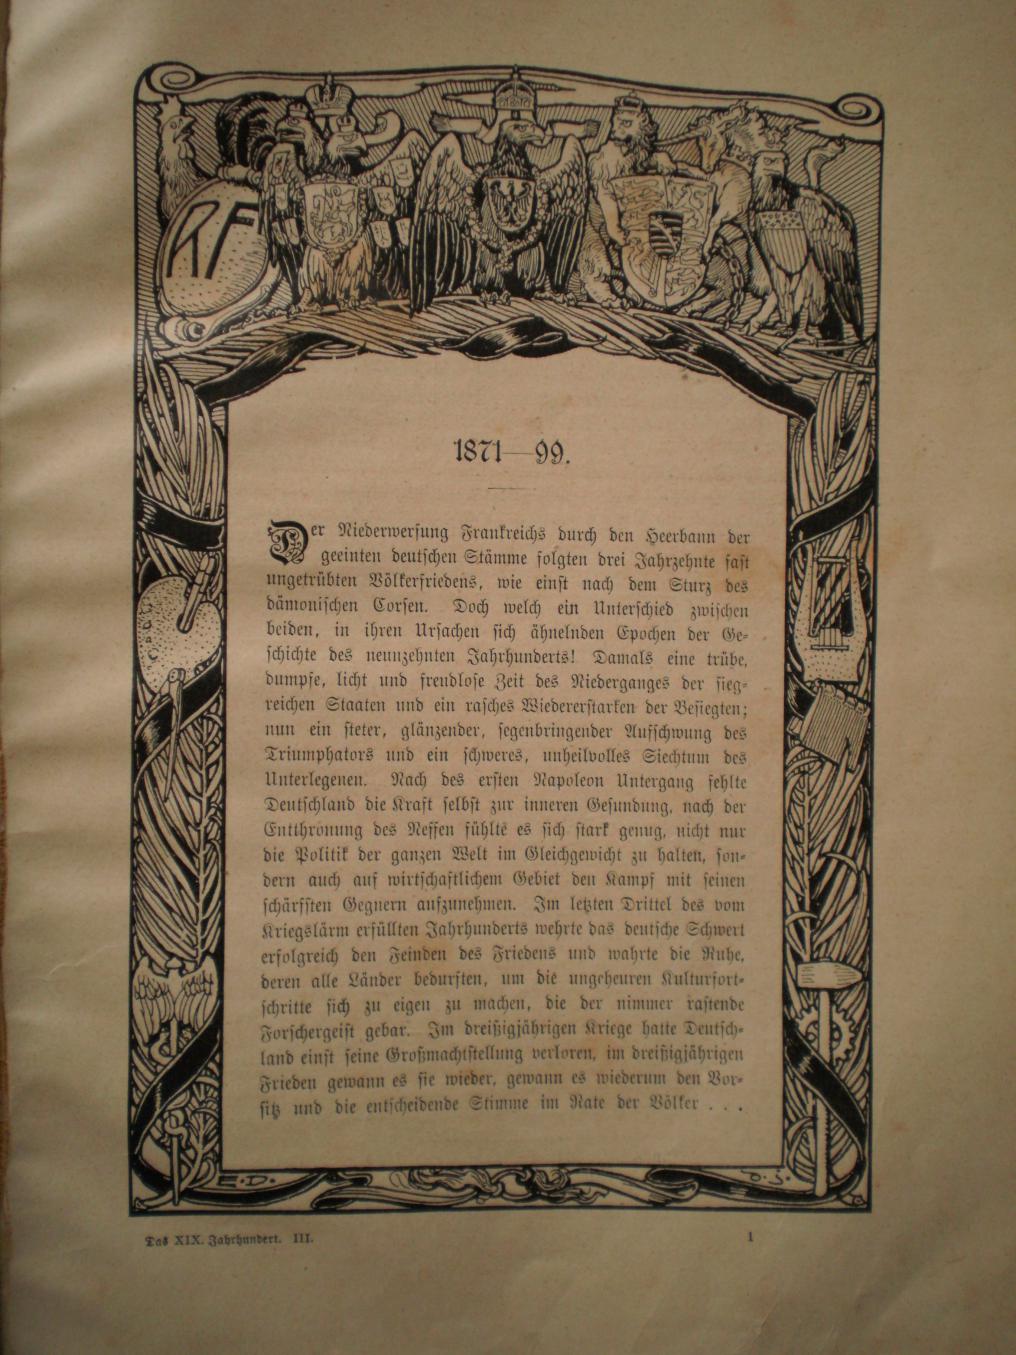 RF
1871—99.
Der Niederwerfung Frankreichs durch den Heerbann der
geeinten deutschen Stämme folgten drei Jahrzehnte fast
ungetrübten Völkerfriedens, wie einst nach dem Sturz des
dämonischen Corsen. Doch welch ein Unterschied zwischen
beiden, in ihren Ursachen sich ähnelnden Epochen der Ge-
schichte des neunzehnten Jahrhunderts! Damals eine trübe,
dumpfe, licht und freudlose Zeit des Niederganges der sieg-
reichen Staaten und ein rasches Wiedererstarken der Besiegten;
nun ein steter, glänzender, segenbringender Aufschwung des
Triumphators und ein schweres, unheilvolles Siechtum des
Unterlegenen. Nach des ersten Napoleon Untergang fehlte
Deutschland die Kraft selbst zur inneren Gesundung, nach der
Entthronung des Neffen fühlte es sich stark genug, nicht nur
die Politik der ganzen Welt im Gleichgewicht zu halten, son-
dern auch auf wirtschaftlichem Gebiet den Kampf mit seinen
schärfsten Gegnern aufzunehmen. Im letzten Drittel des vom
Kriegslärm erfüllten Jahrhunderts wehrte das deutsche Schwert
erfolgreich den Feinden des Friedens und wahrte die Ruhe,
deren alle Länder bedurften, um die ungeheuren Kulturfort-
schritte sich zu eigen zu machen, die der nimmer rastende
Forschergeist gebar. Im dreißigjährigen Kriege hatte Deutsch-
land einst seine Großmachtstellung verloren, im dreißigjährigen
Frieden gewann es sie wieder, gewann es wiederum den Vor-
sitz und die entscheidende Stimme im Rate der Völker . . .
E·D. D·S.
Das XIX. Jahrhundert. III. 1